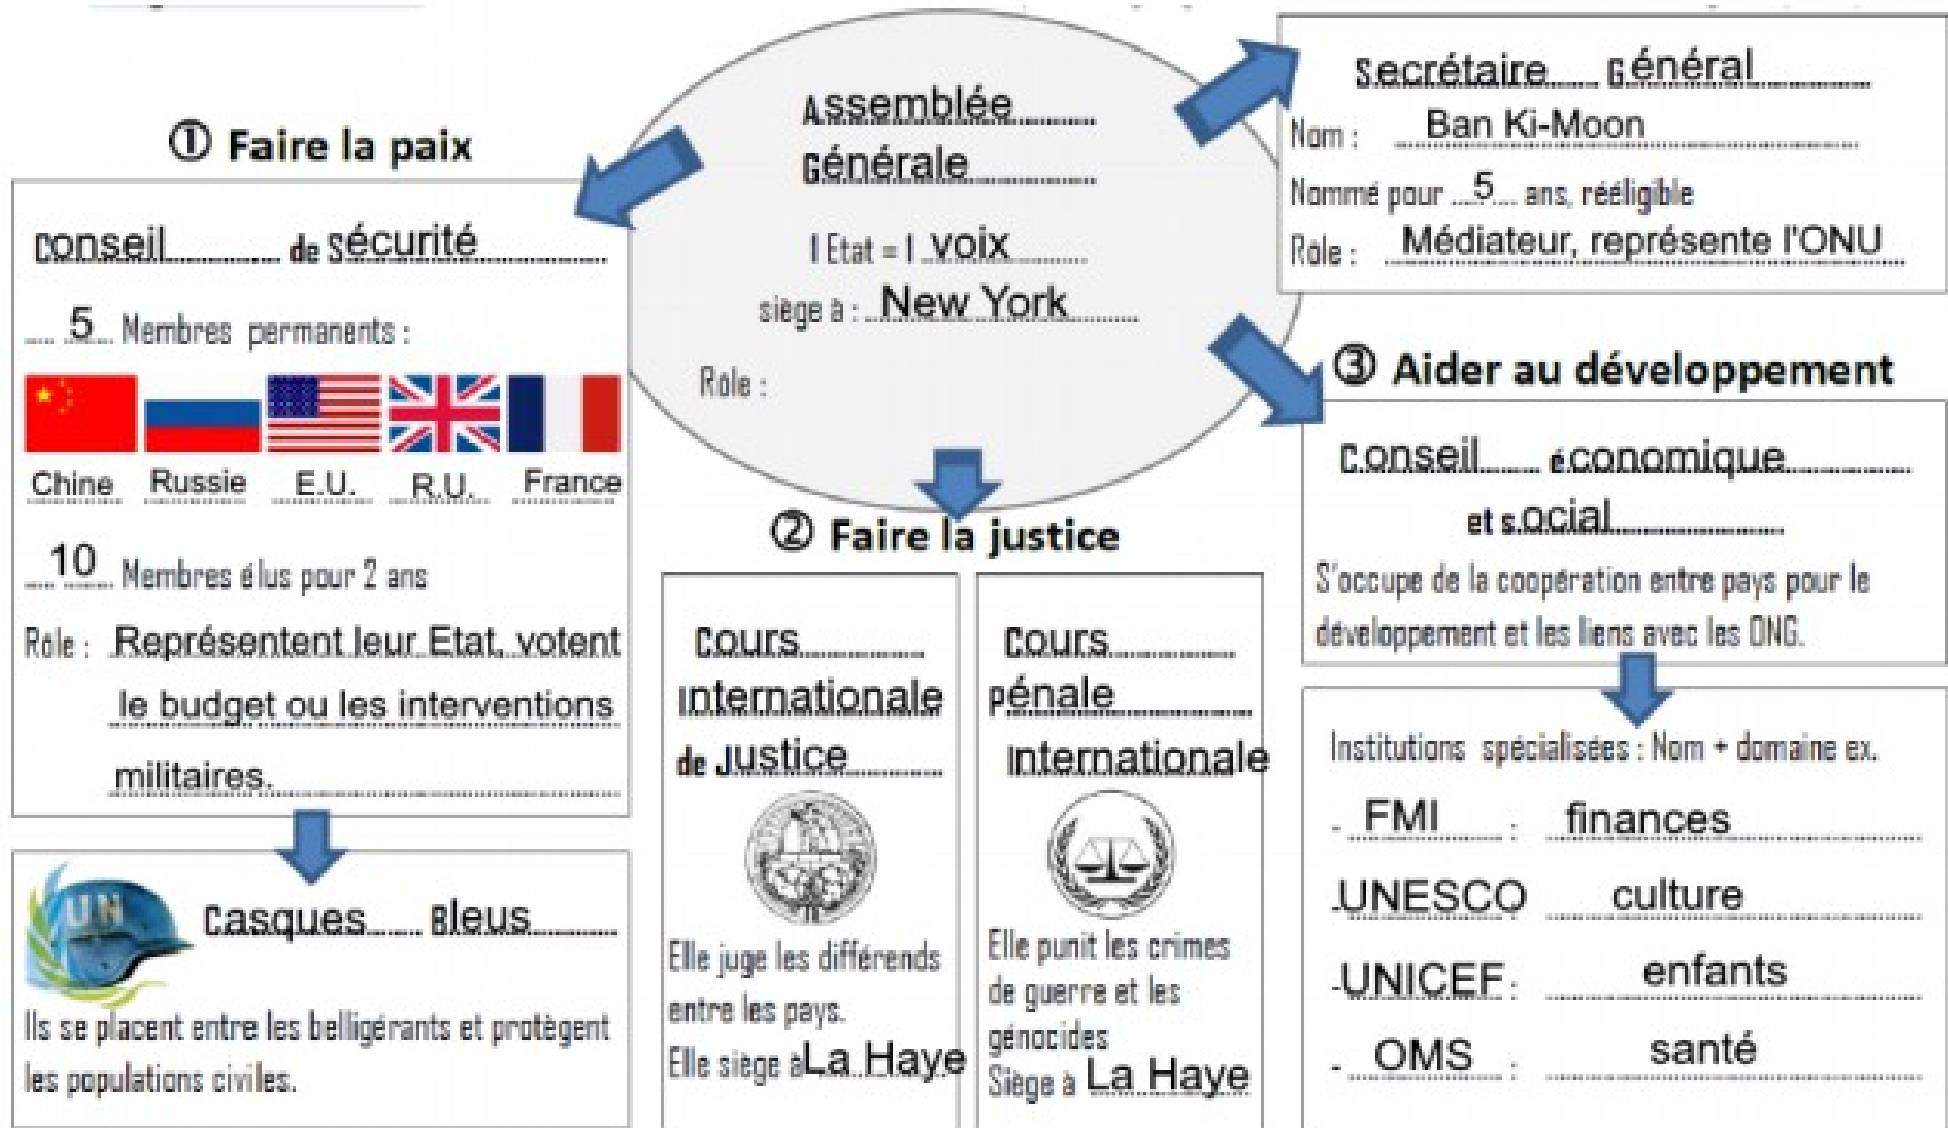 Assemblée
Générale
1 Etat = 1 voix
siège à : New York
Rôle :
Secrétaire Général
Nom : Ban Ki-Moon
Nommé pour 5 ans, rééligible
Rôle : Médiateur, représente l'ONU
① Faire la paix
Conseil de Sécurité
5 Membres permanents :
Chine Russie E.U. R.U. France
10 Membres élus pour 2 ans
Rôle : Représentent leur Etat, votent
le budget ou les interventions
militaires.
UN
Casques Bleus
Ils se placent entre les belligérants et protègent
les populations civiles.
② Faire la justice
Cours
Internationale
de Justice
Elle juge les différends
entre les pays.
Elle siège à La Haye
Cours
Pénale
Internationale
Elle punit les crimes
de guerre et les
génocides
Siège à La Haye
③ Aider au développement
Conseil économique
et social
S'occupe de la coopération entre pays pour le
développement et les liens avec les ONG.
Institutions spécialisées : Nom + domaine ex.
- FMI : finances
-UNESCO culture
-UNICEF : enfants
- OMS : santé